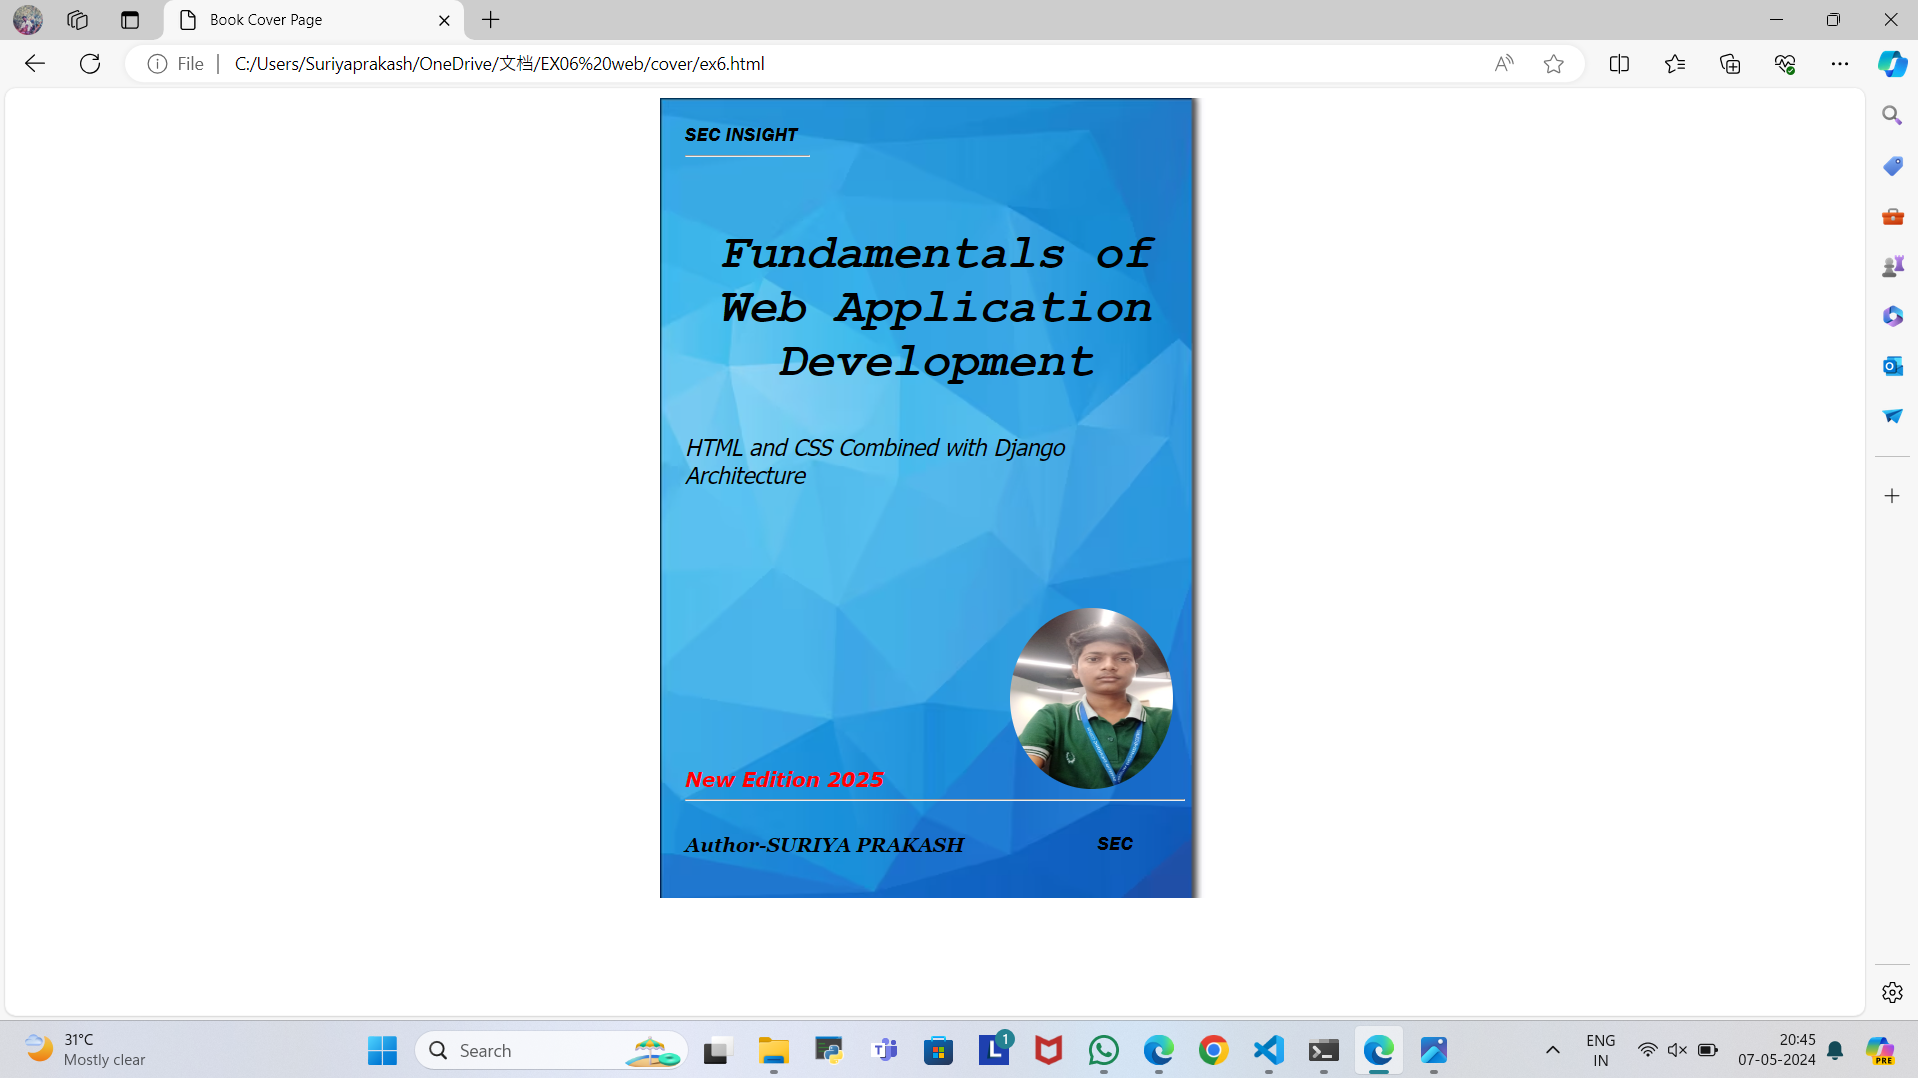 Book Cover Page
File
C:/Users/Suriyaprakash/OneDrive/文档/EX06%20web/cover/ex6.html
SEC INSIGHT
Fundamentals of
Web Application
Development
HTML and CSS Combined with Django
Architecture
New Edition 2025
Author-SURIYA PRAKASH
SEC
31°C
Mostly clear
Search
1
ENG
IN
20:45
07-05-2024
PRE